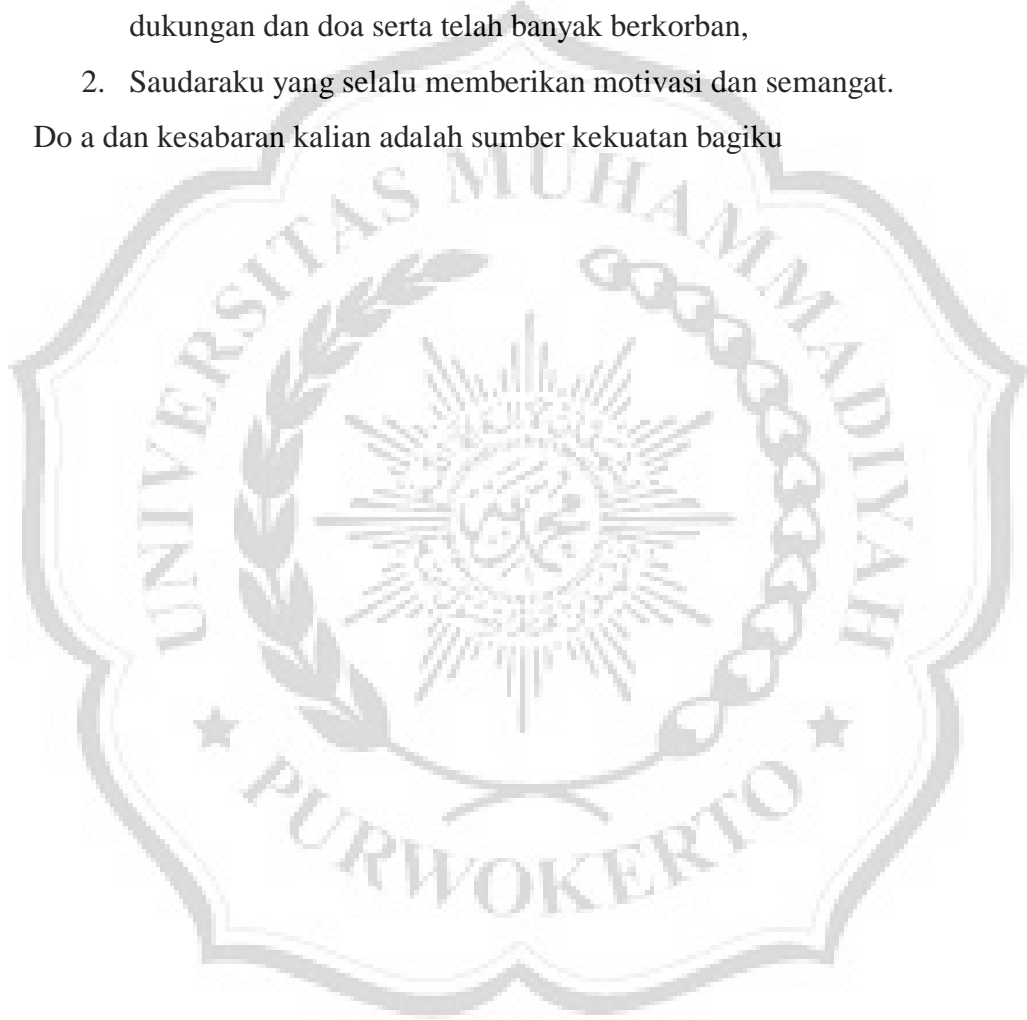 dukungan dan doa serta telah banyak berkorban,
2. Saudaraku yang selalu memberikan motivasi dan semangat.
Do a dan kesabaran kalian adalah sumber kekuatan bagiku
UNIVERSITAS MUHAMMADIYAH
PURWOKERTO